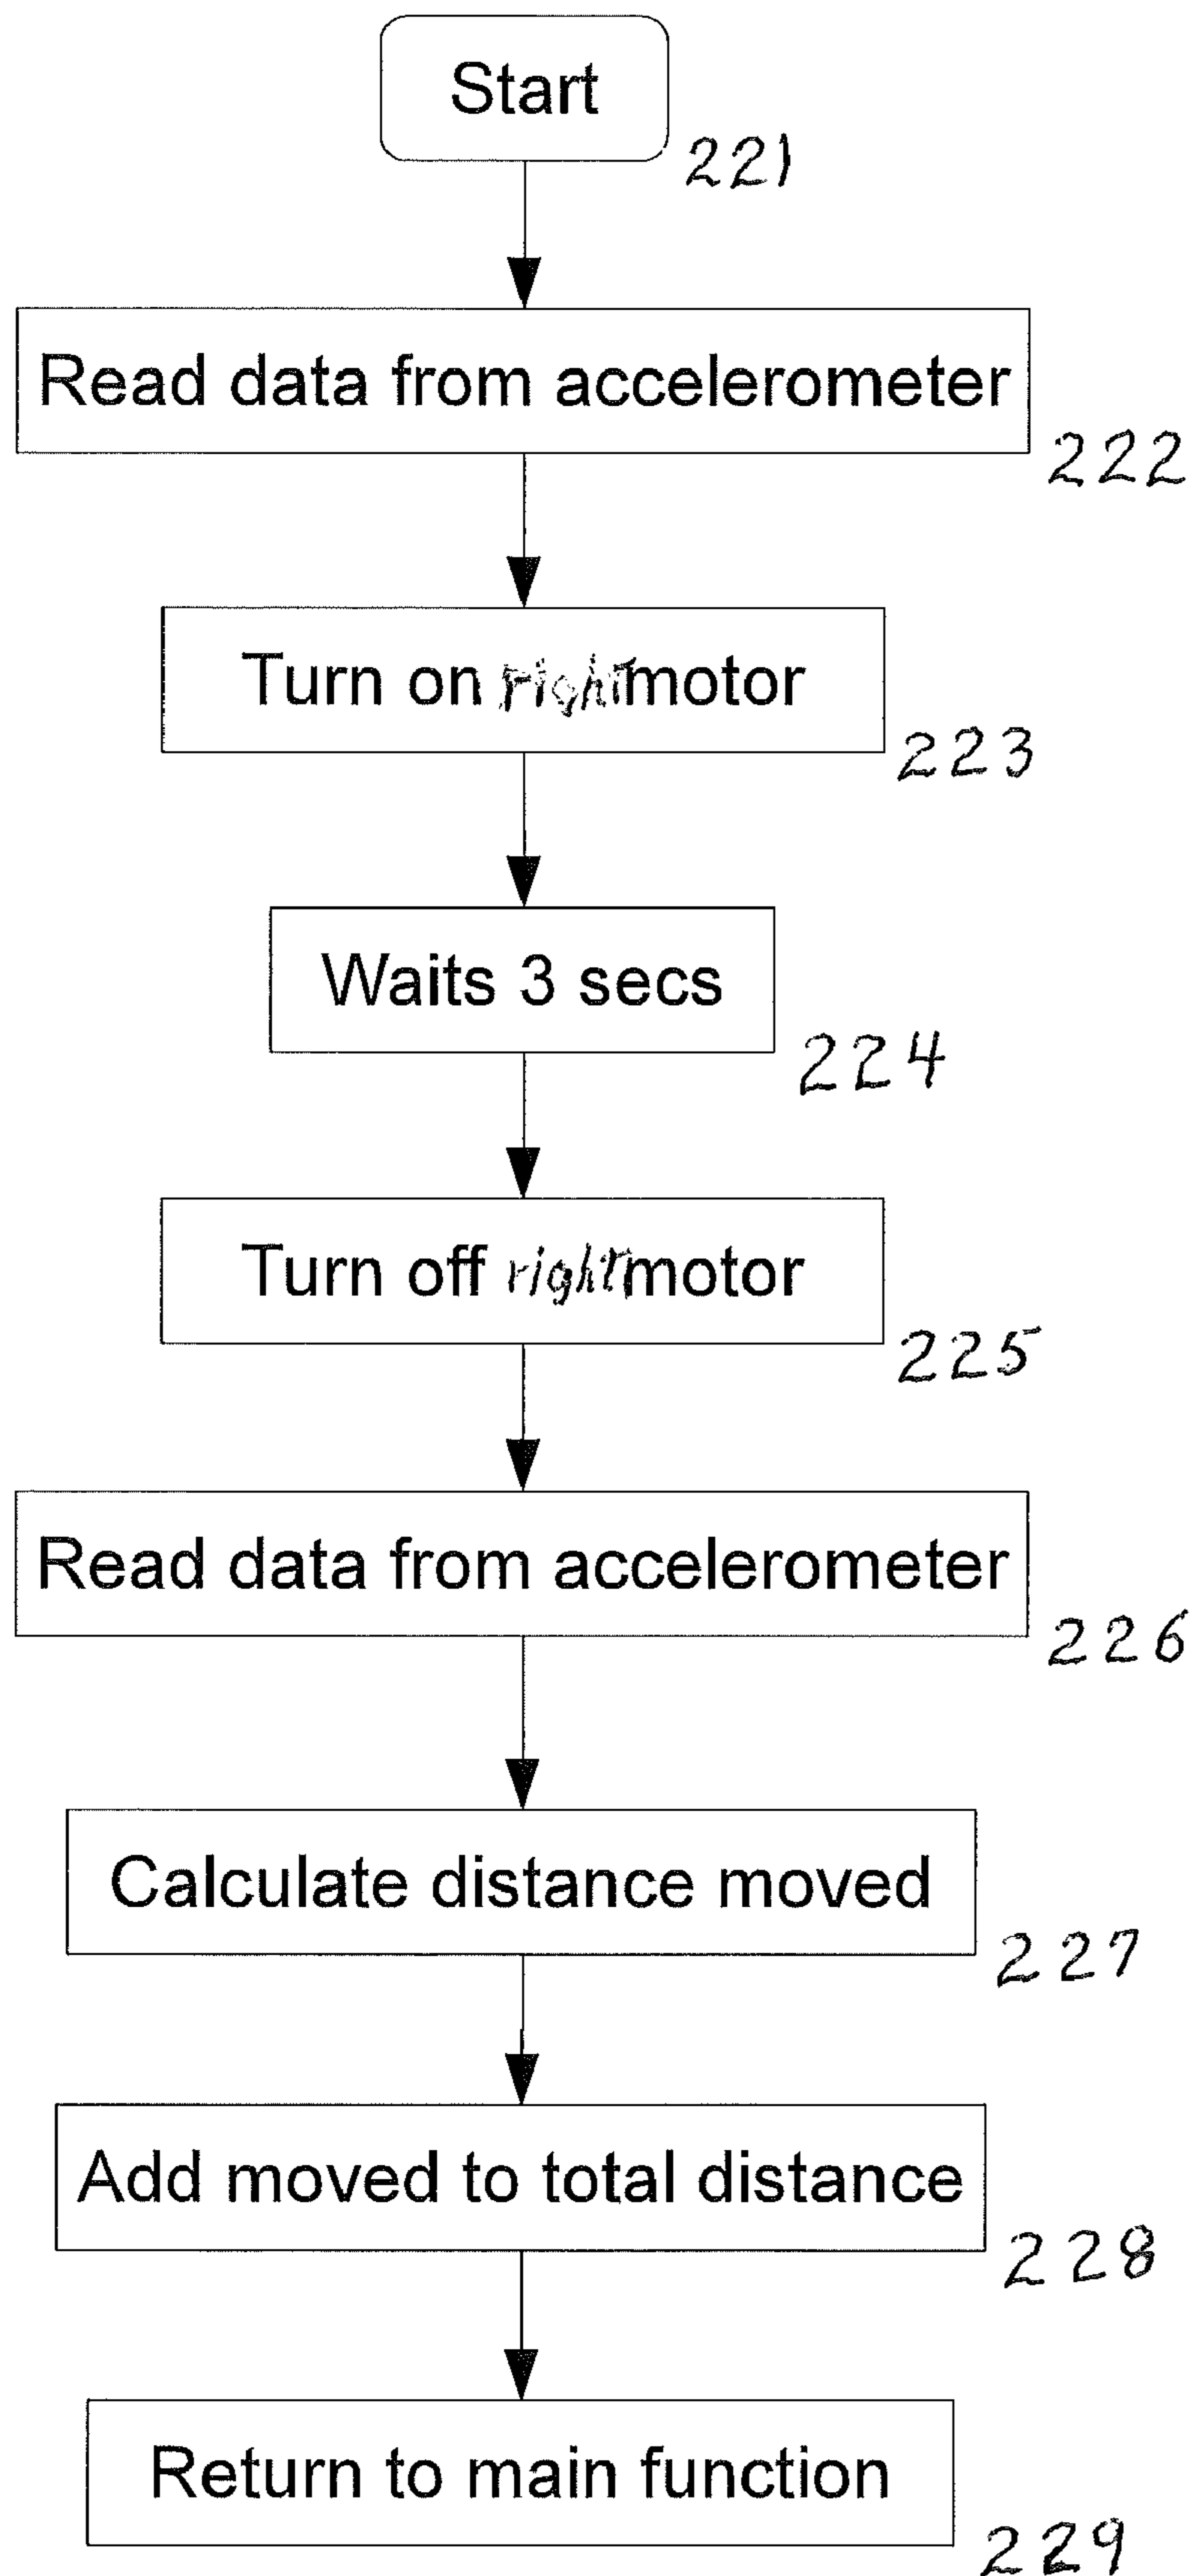 Start
221
Read data from accelerometer
222
Turn on right motor
223
Waits 3 secs
224
Turn off right motor
225
Read data from accelerometer
226
Calculate distance moved
227
Add moved to total distance
228
Return to main function
229